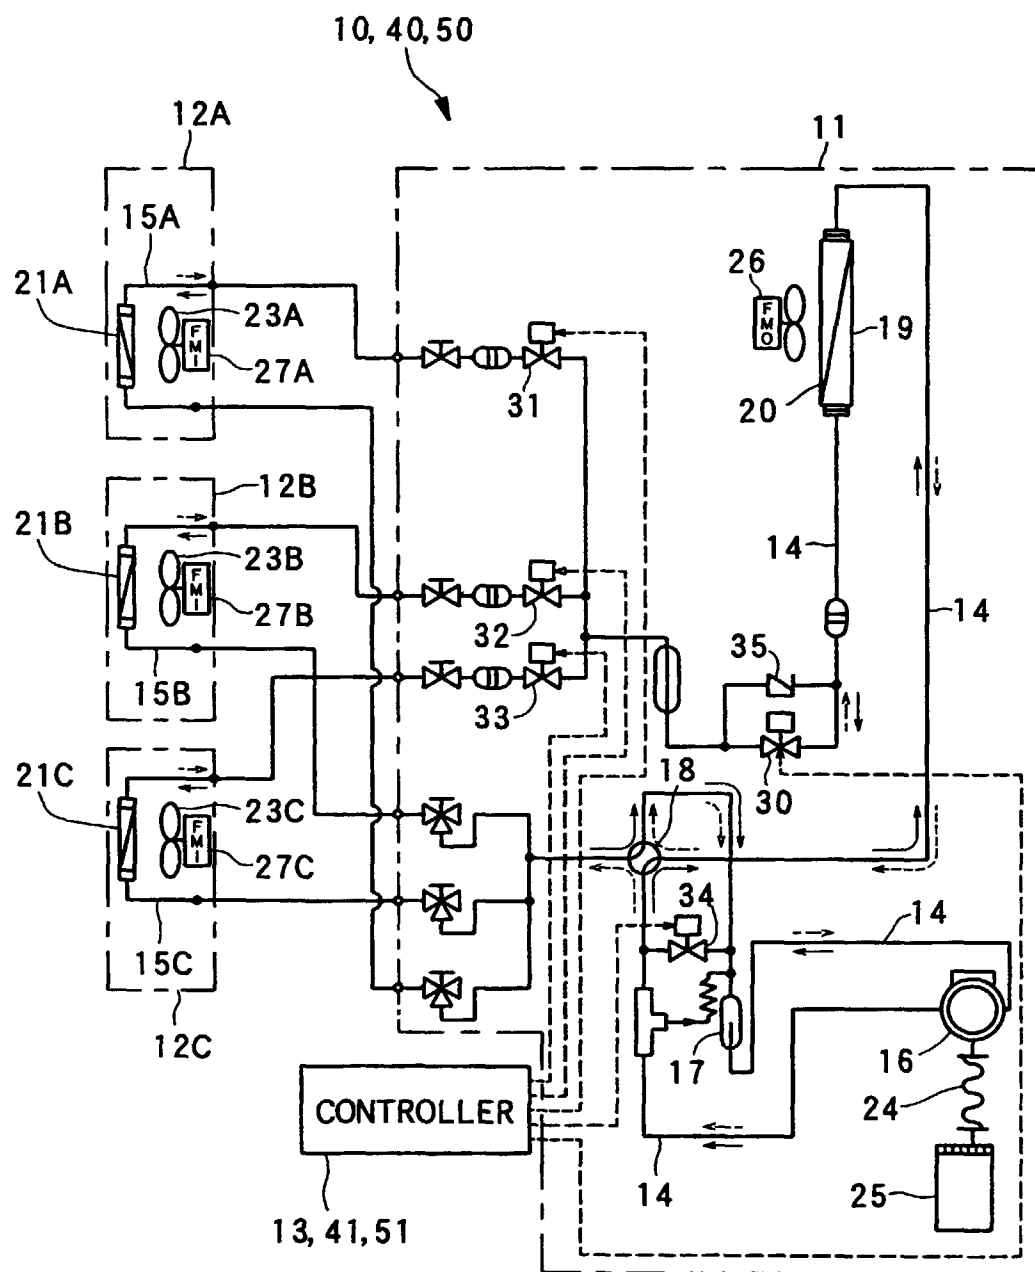 10, 40, 50
12A
11
15A
21A
23A
FMI
27A
26
FMO
19
31
20
12B
21B
23B
FMI
27B
14
14
32
15B
33
35
21C
18
30
23C
FMI
27C
34
14
15C
12C
17
16
24
CONTROLLER
14
25
13, 41, 51